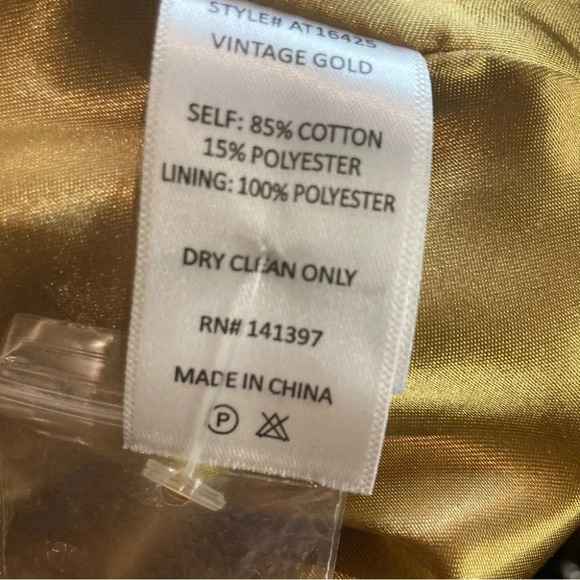 STYLE# AT16425
VINTAGE GOLD
SELF: 85% COTTON
15% POLYESTER
LINING: 100% POLYESTER
DRY CLEAN ONLY
RN# 141397
MADE IN CHINA
P